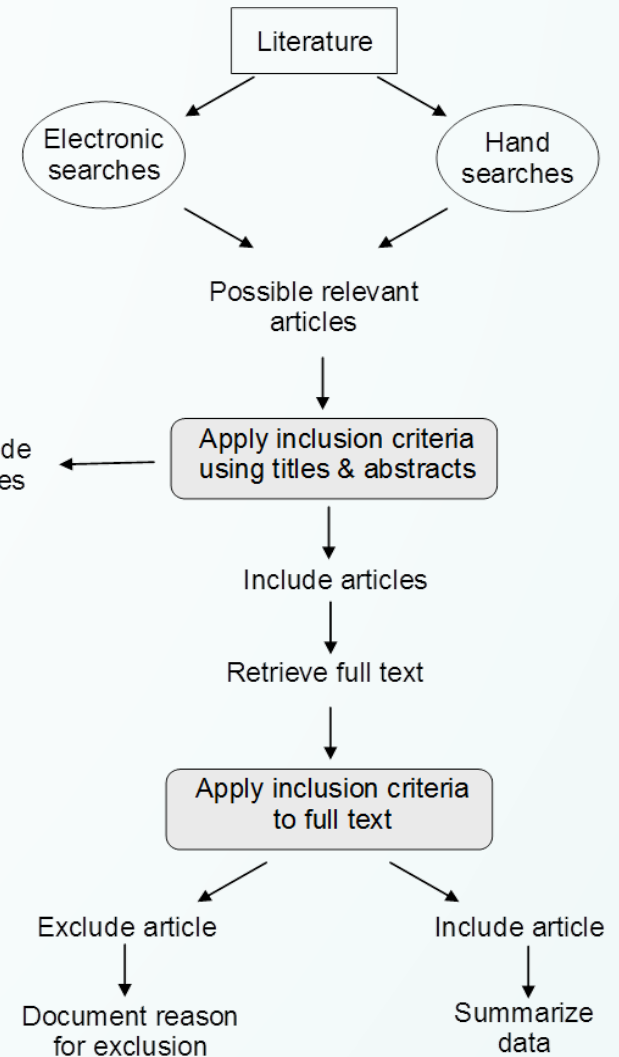 Literature
Electronic
searches
Hand
searches
Possible relevant
articles
Apply inclusion criteria
using titles & abstracts
Include articles
Retrieve full text
Apply inclusion criteria
to full text
Exclude article
Include article
Document reason
for exclusion
Summarize
data